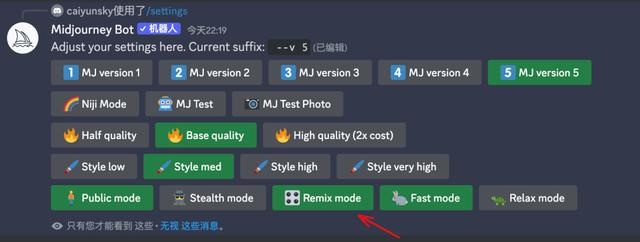 caiyunsky使用了/settings
Midjourney Bot ✓机器人 今天22:19
Adjust your settings here. Current suffix: --v 5 (已编辑)
1 MJ version 1 2 MJ version 2 3 MJ version 3 4 MJ version 4 5 MJ version 5
Niji Mode MJ Test MJ Test Photo
Half quality Base quality High quality (2x cost)
Style low Style med Style high Style very high
Public mode Stealth mode Remix mode Fast mode Relax mode
只有您才能看到 这些 · 无视 这些消息。